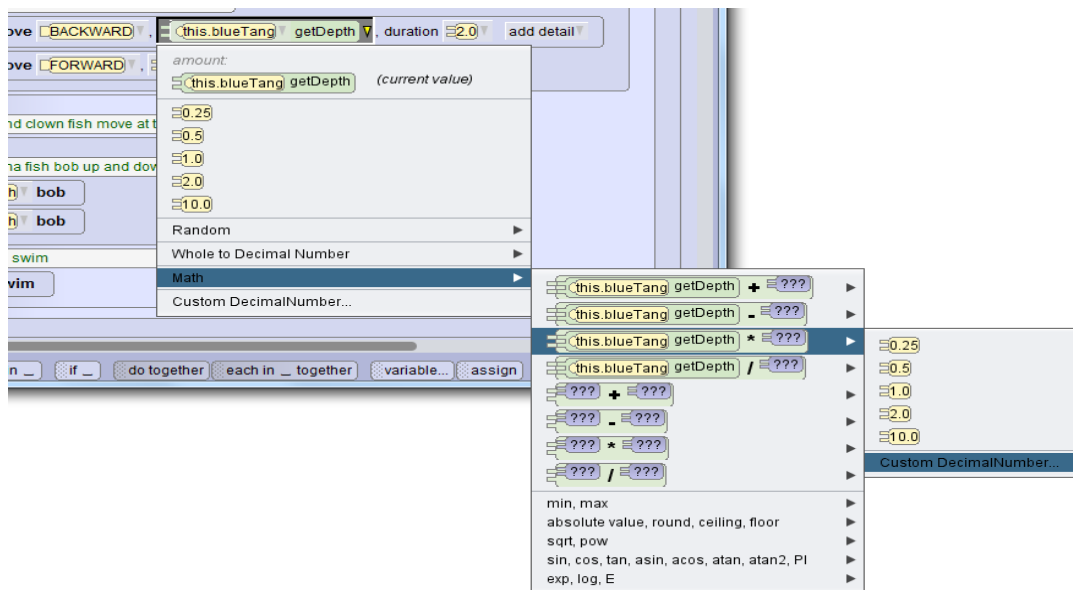 ove BACKWARD , this.blueTang getDepth , duration 2.0 add detail
ove FORWARD ,
amount:
this.blueTang getDepth (current value)
0.25
0.5
1.0
2.0
10.0
Random
Whole to Decimal Number
Math
Custom DecimalNumber...
nd clown fish move at t
na fish bob up and dow
h bob
h bob
swim
vim
n _ if _ do together each in _ together variable... assign
this.blueTang getDepth + ???
this.blueTang getDepth - ???
this.blueTang getDepth * ???
this.blueTang getDepth / ???
??? + ???
??? - ???
??? * ???
??? / ???
min, max
absolute value, round, ceiling, floor
sqrt, pow
sin, cos, tan, asin, acos, atan, atan2, PI
exp, log, E
0.25
0.5
1.0
2.0
10.0
Custom DecimalNumber...